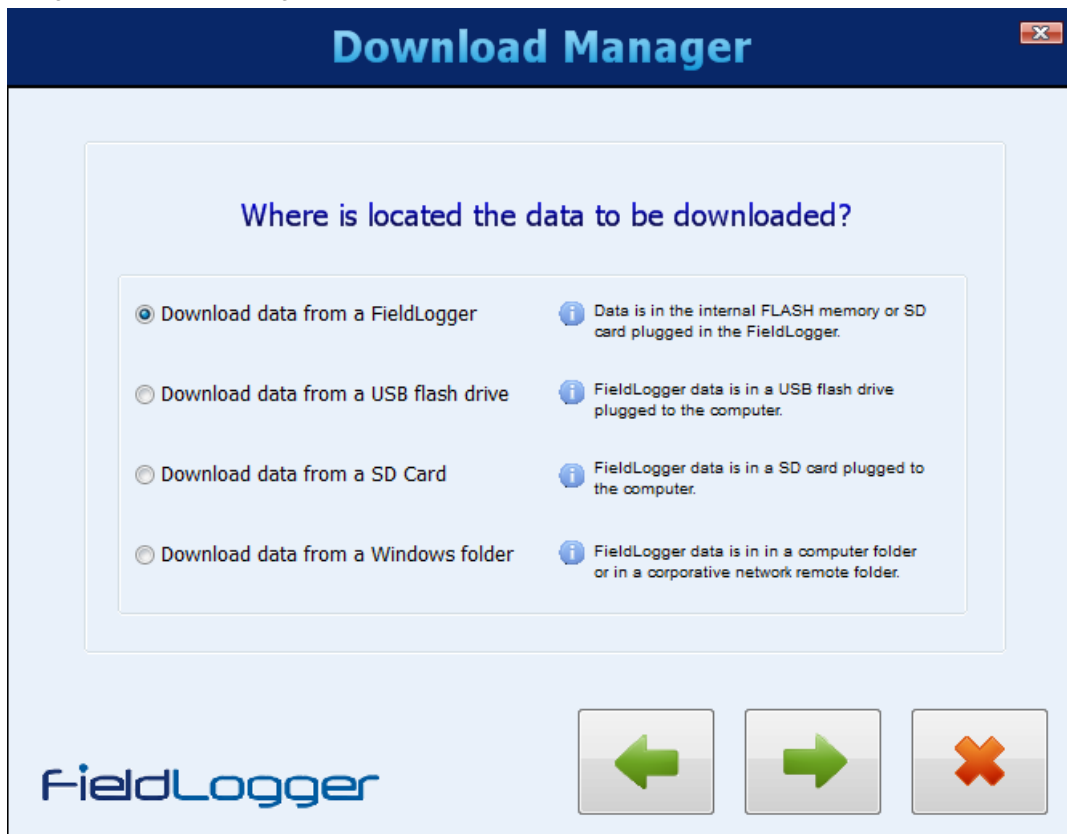 Download Manager
Where is located the data to be downloaded?
Download data from a FieldLogger
Data is in the internal FLASH memory or SD
card plugged in the FieldLogger.
Download data from a USB flash drive
FieldLogger data is in a USB flash drive
plugged to the computer.
Download data from a SD Card
FieldLogger data is in a SD card plugged to
the computer.
Download data from a Windows folder
FieldLogger data is in in a computer folder
or in a corporative network remote folder.
FieldLogger